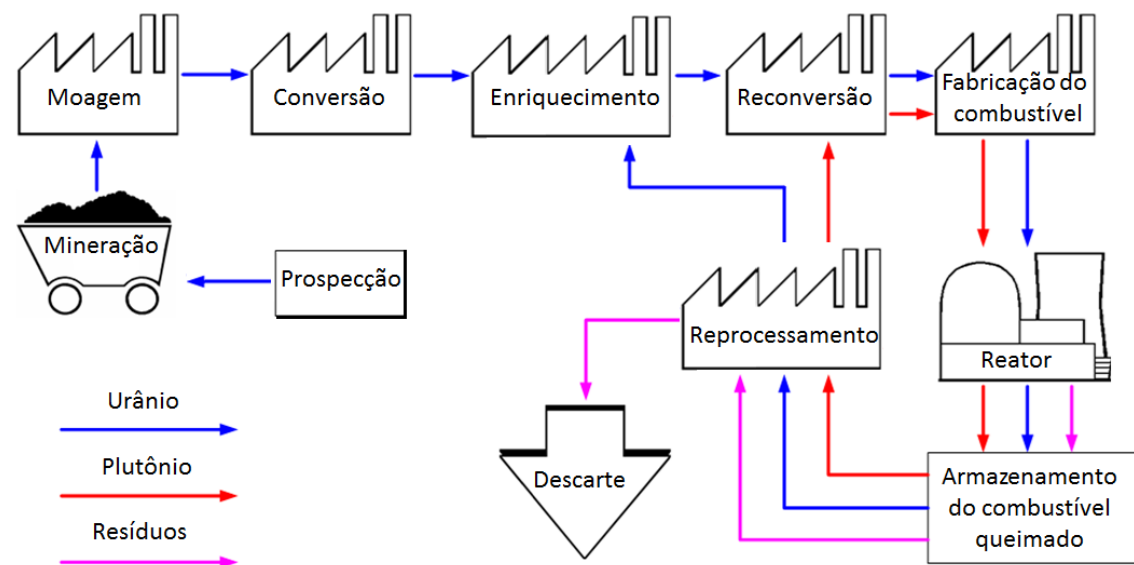 Moagem
Conversão
Enriquecimento
Reconversão
Fabricação do
combustível
Mineração
Prospecção
Reprocessamento
Reator
Urânio
Plutônio
Resíduos
Descarte
Armazenamento
do combustível
queimado